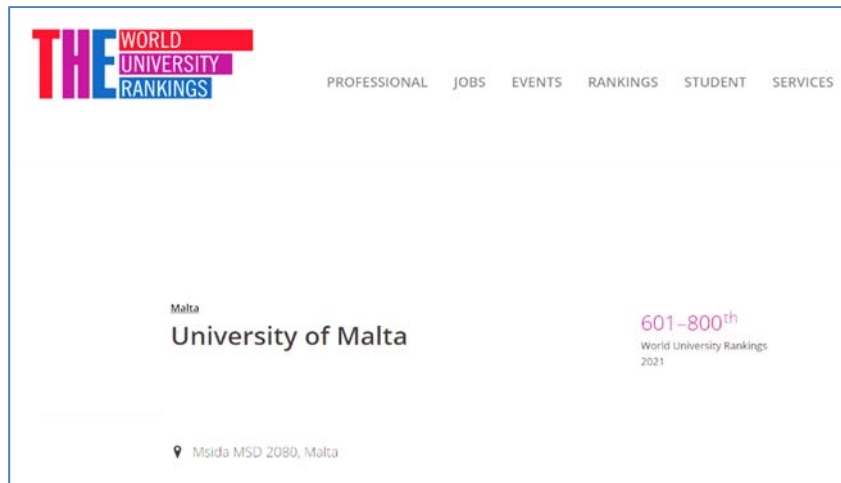 THE WORLD UNIVERSITY RANKINGS
PROFESSIONAL JOBS EVENTS RANKINGS STUDENT SERVICES
Malta
University of Malta
601–800th
World University Rankings
2021
Msida MSD 2080, Malta